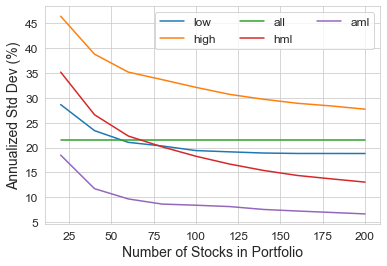 low all aml
high hml
Annualized Std Dev (%)
45
40
35
30
25
20
15
10
5
25 50 75 100 125 150 175 200
Number of Stocks in Portfolio